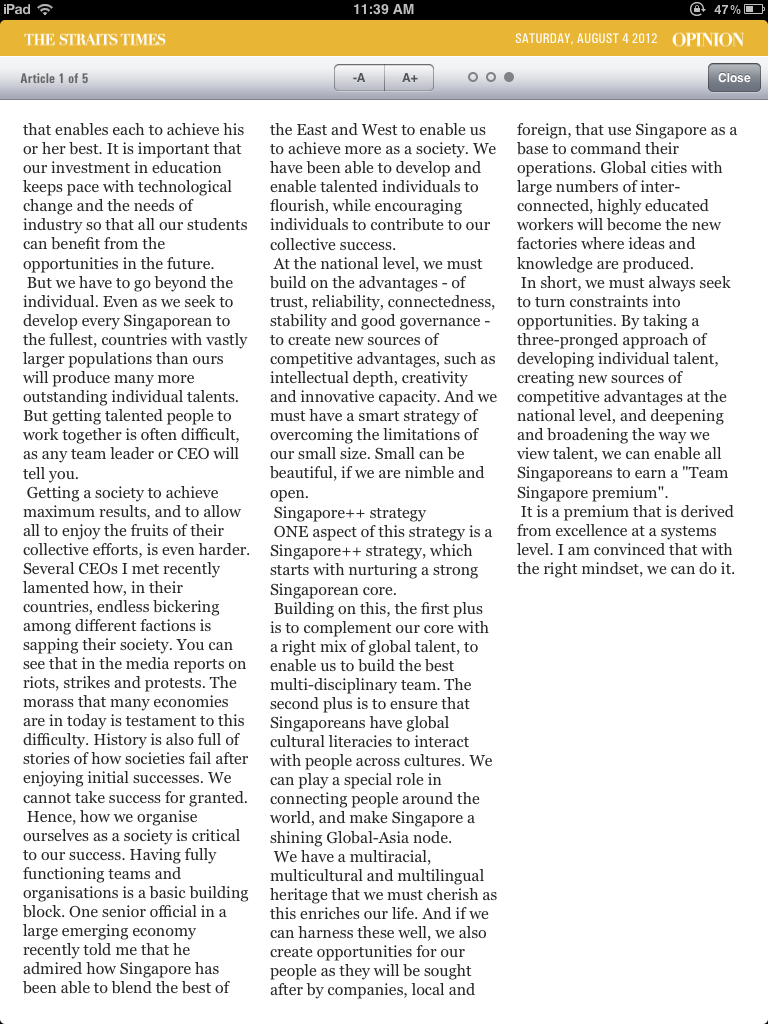 iPad
11:39 AM
47%
THE STRAITS TIMES
SATURDAY, AUGUST 4 2012
OPINION
Article 1 of 5
-A
A+
Close
that enables each to achieve his
or her best. It is important that
our investment in education
keeps pace with technological
change and the needs of
industry so that all our students
can benefit from the
opportunities in the future.
But we have to go beyond the
individual. Even as we seek to
develop every Singaporean to
the fullest, countries with vastly
larger populations than ours
will produce many more
outstanding individual talents.
But getting talented people to
work together is often difficult,
as any team leader or CEO will
tell you.
Getting a society to achieve
maximum results, and to allow
all to enjoy the fruits of their
collective efforts, is even harder.
Several CEOs I met recently
lamented how, in their
countries, endless bickering
among different factions is
sapping their society. You can
see that in the media reports on
riots, strikes and protests. The
morass that many economies
are in today is testament to this
difficulty. History is also full of
stories of how societies fail after
enjoying initial successes. We
cannot take success for granted.
Hence, how we organise
ourselves as a society is critical
to our success. Having fully
functioning teams and
organisations is a basic building
block. One senior official in a
large emerging economy
recently told me that he
admired how Singapore has
been able to blend the best of
the East and West to enable us
to achieve more as a society. We
have been able to develop and
enable talented individuals to
flourish, while encouraging
individuals to contribute to our
collective success.
At the national level, we must
build on the advantages - of
trust, reliability, connectedness,
stability and good governance -
to create new sources of
competitive advantages, such as
intellectual depth, creativity
and innovative capacity. And we
must have a smart strategy of
overcoming the limitations of
our small size. Small can be
beautiful, if we are nimble and
open.
Singapore++ strategy
ONE aspect of this strategy is a
Singapore++ strategy, which
starts with nurturing a strong
Singaporean core.
Building on this, the first plus
is to complement our core with
a right mix of global talent, to
enable us to build the best
multi-disciplinary team. The
second plus is to ensure that
Singaporeans have global
cultural literacies to interact
with people across cultures. We
can play a special role in
connecting people around the
world, and make Singapore a
shining Global-Asia node.
We have a multiracial,
multicultural and multilingual
heritage that we must cherish as
this enriches our life. And if we
can harness these well, we also
create opportunities for our
people as they will be sought
after by companies, local and
foreign, that use Singapore as a
base to command their
operations. Global cities with
large numbers of inter-
connected, highly educated
workers will become the new
factories where ideas and
knowledge are produced.
In short, we must always seek
to turn constraints into
opportunities. By taking a
three-pronged approach of
developing individual talent,
creating new sources of
competitive advantages at the
national level, and deepening
and broadening the way we
view talent, we can enable all
Singaporeans to earn a "Team
Singapore premium".
It is a premium that is derived
from excellence at a systems
level. I am convinced that with
the right mindset, we can do it.